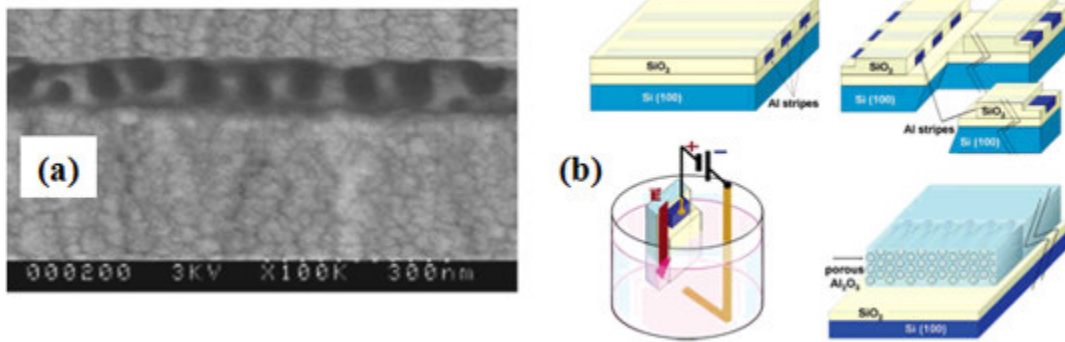 (a)
000200 3KV X100K 300nm
(b)
SiO2
Si (100)
Al stripes
SiO2
Si (100)
Al stripes
SiO2
Si (100)
+ −
E
porous
Al2O3
SiO2
Si (100)